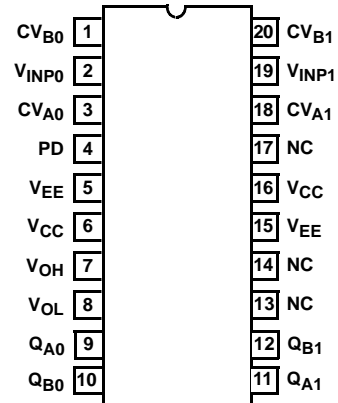 CVB0 1 20 CVB1
VINP0 2 19 VINP1
CVA0 3 18 CVA1
PD 4 17 NC
VEE 5 16 VCC
VCC 6 15 VEE
VOH 7 14 NC
VOL 8 13 NC
QA0 9 12 QB1
QB0 10 11 QA1